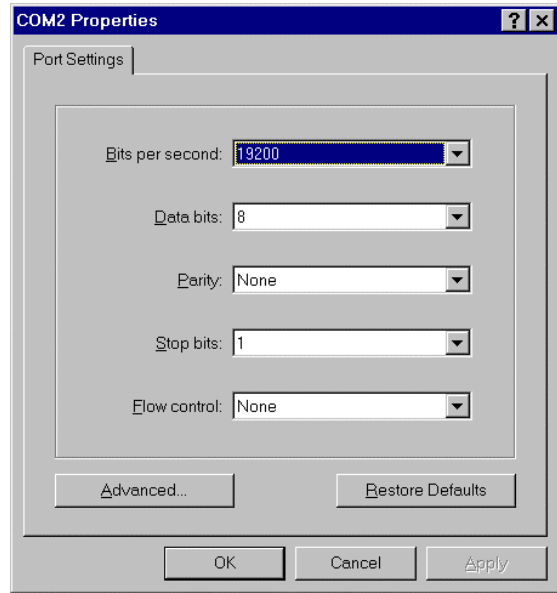 COM2 Properties
Port Settings
Bits per second: 19200
Data bits: 8
Parity: None
Stop bits: 1
Flow control: None
Advanced... Restore Defaults
OK Cancel Apply